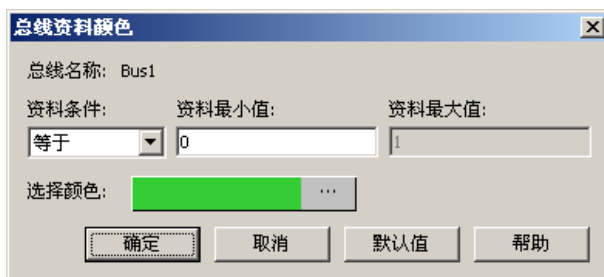 总线资料颜色
总线名称: Bus1
资料条件: 资料最小值: 资料最大值:
等于 0 1
选择颜色: ...
确定 取消 默认值 帮助